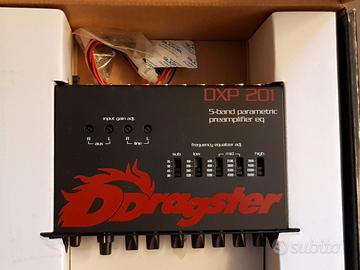 DXP 201
5-band parametric
preamplifier eq
input gain adj.
R L R L
aux line
frequency equalizer adj.
sub low mid high
Dragster
subito